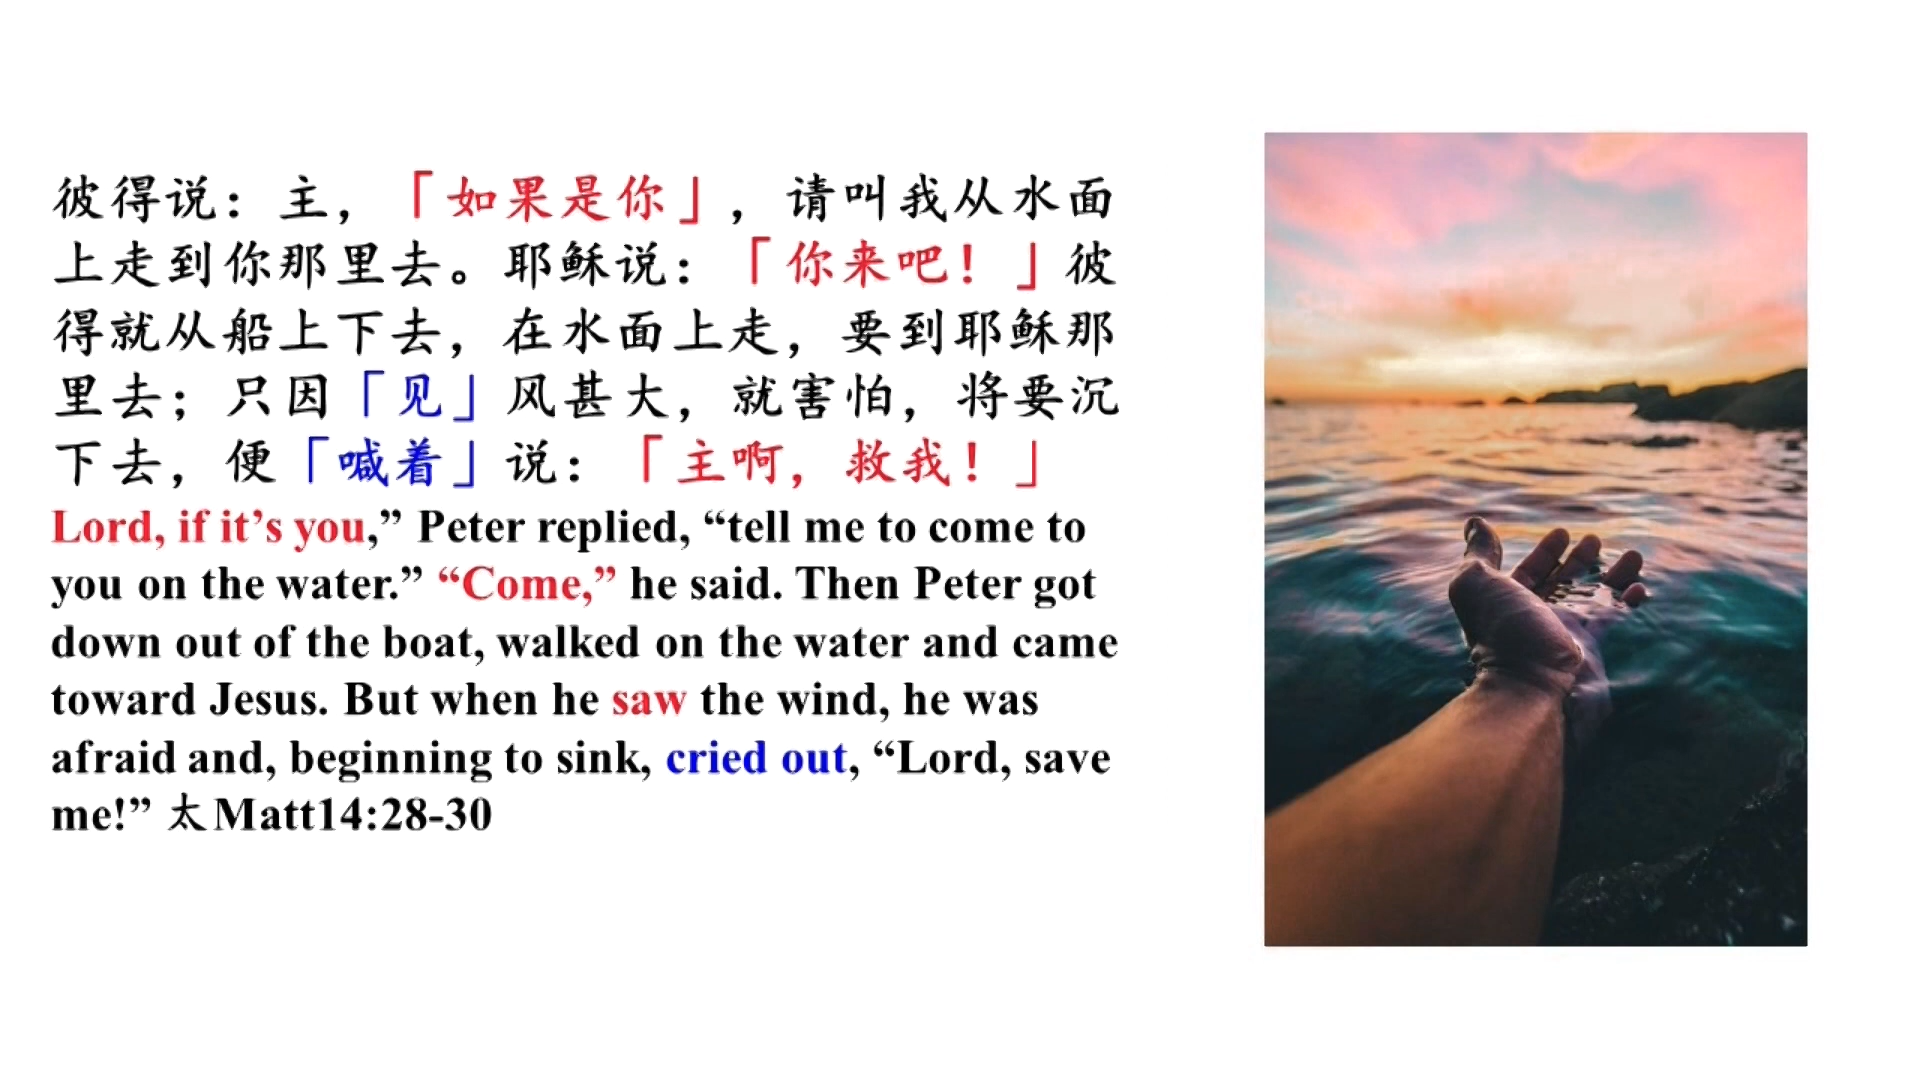 彼得说：主，「如果是你」，请叫我从水面
上走到你那里去。耶稣说：「你来吧！」彼
得就从船上下去，在水面上走，要到耶稣那
里去；只因「见」风甚大，就害怕，将要沉
下去，便「喊着」说：「主啊，救我！」
Lord, if it’s you,” Peter replied, “tell me to come to
you on the water.” “Come,” he said. Then Peter got
down out of the boat, walked on the water and came
toward Jesus. But when he saw the wind, he was
afraid and, beginning to sink, cried out, “Lord, save
me!” 太Matt14:28-30